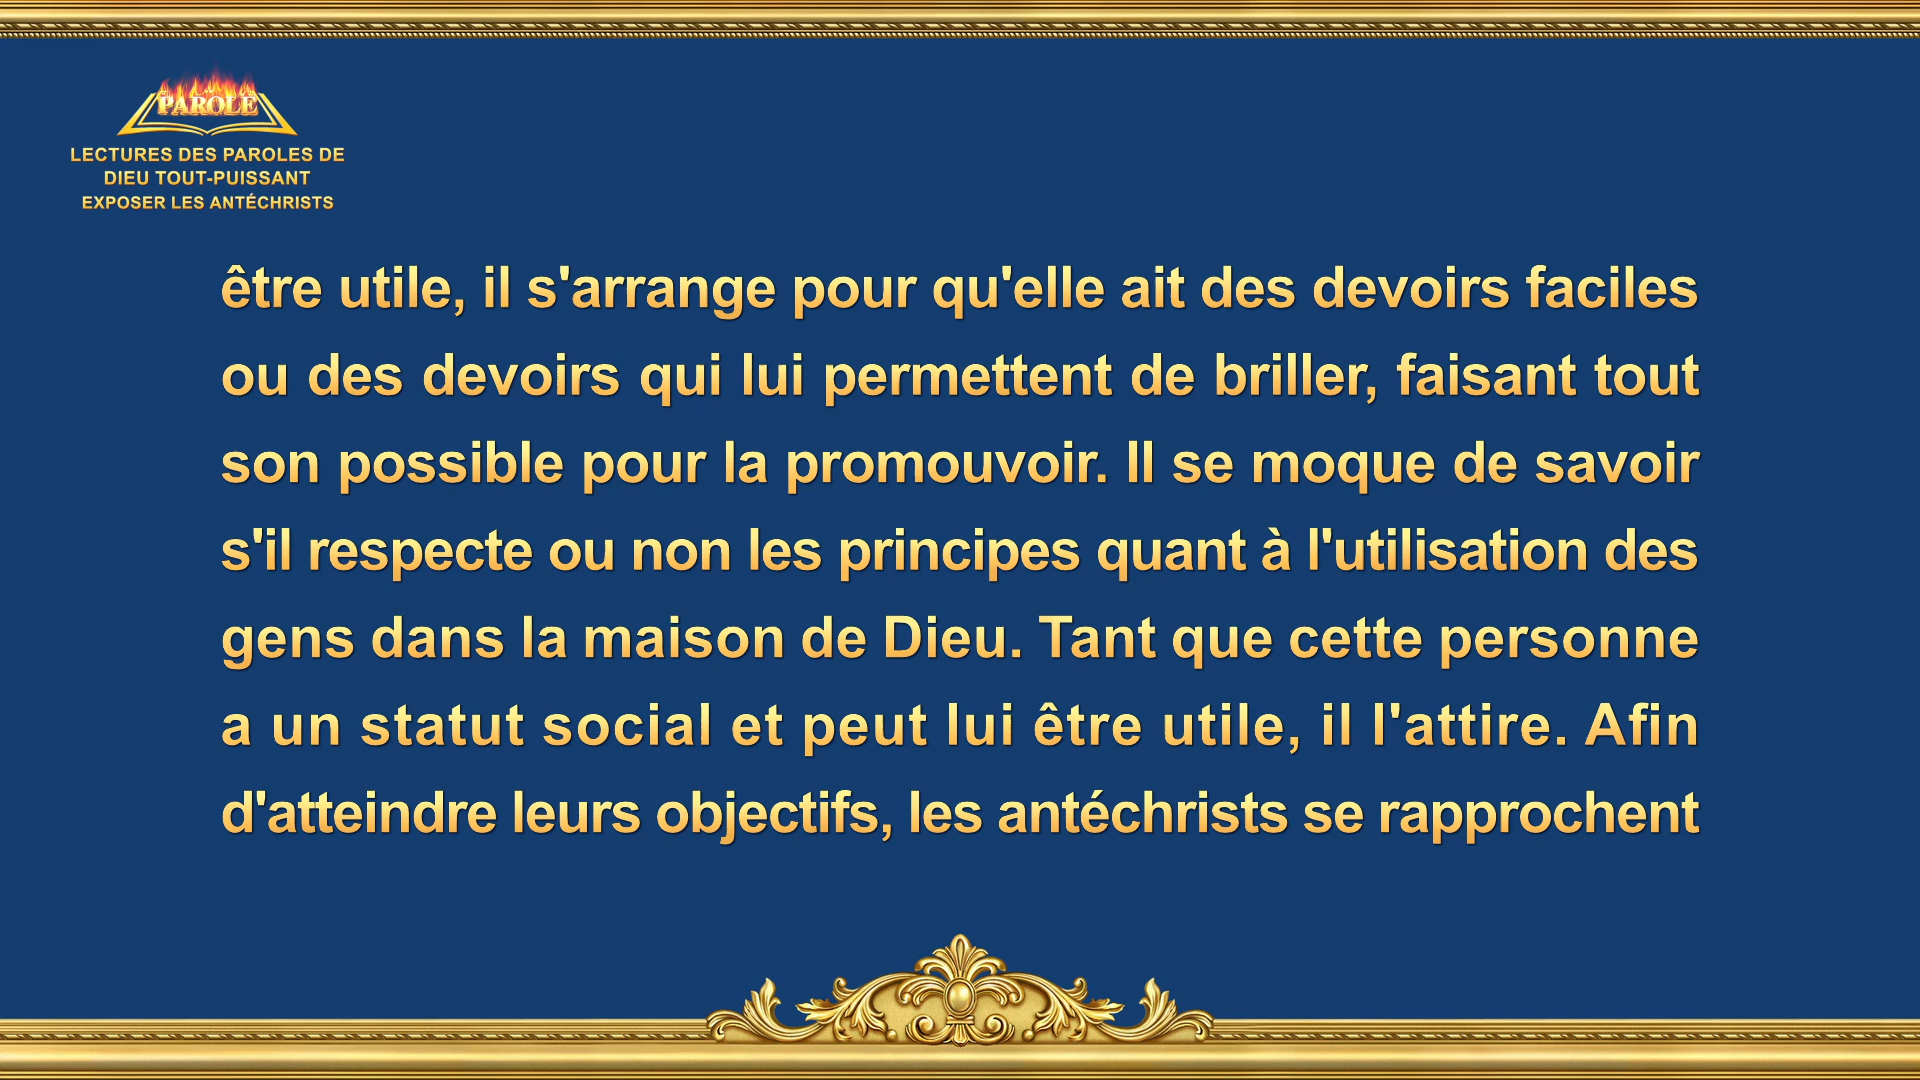 PAROLE
LECTURES DES PAROLES DE
DIEU TOUT-PUISSANT
EXPOSER LES ANTÉCHRISTS
être utile, il s'arrange pour qu'elle ait des devoirs faciles
ou des devoirs qui lui permettent de briller, faisant tout
son possible pour la promouvoir. Il se moque de savoir
s'il respecte ou non les principes quant à l'utilisation des
gens dans la maison de Dieu. Tant que cette personne
a un statut social et peut lui être utile, il l'attire. Afin
d'atteindre leurs objectifs, les antéchrists se rapprochent